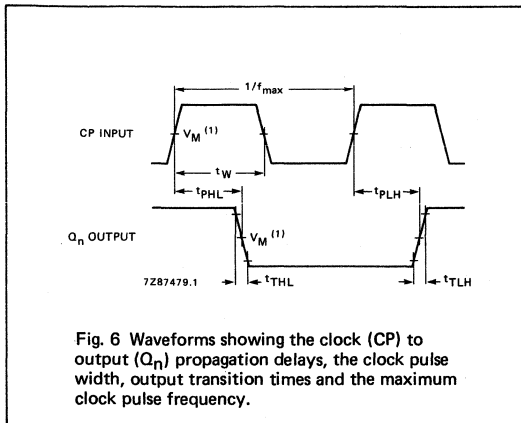 1/fmax
CP INPUT
VM (1)
tW
tPHL
tPLH
Qn OUTPUT
VM (1)
7Z87479.1
tTHL
tTLH
Fig. 6 Waveforms showing the clock (CP) to
output (Qn) propagation delays, the clock pulse
width, output transition times and the maximum
clock pulse frequency.